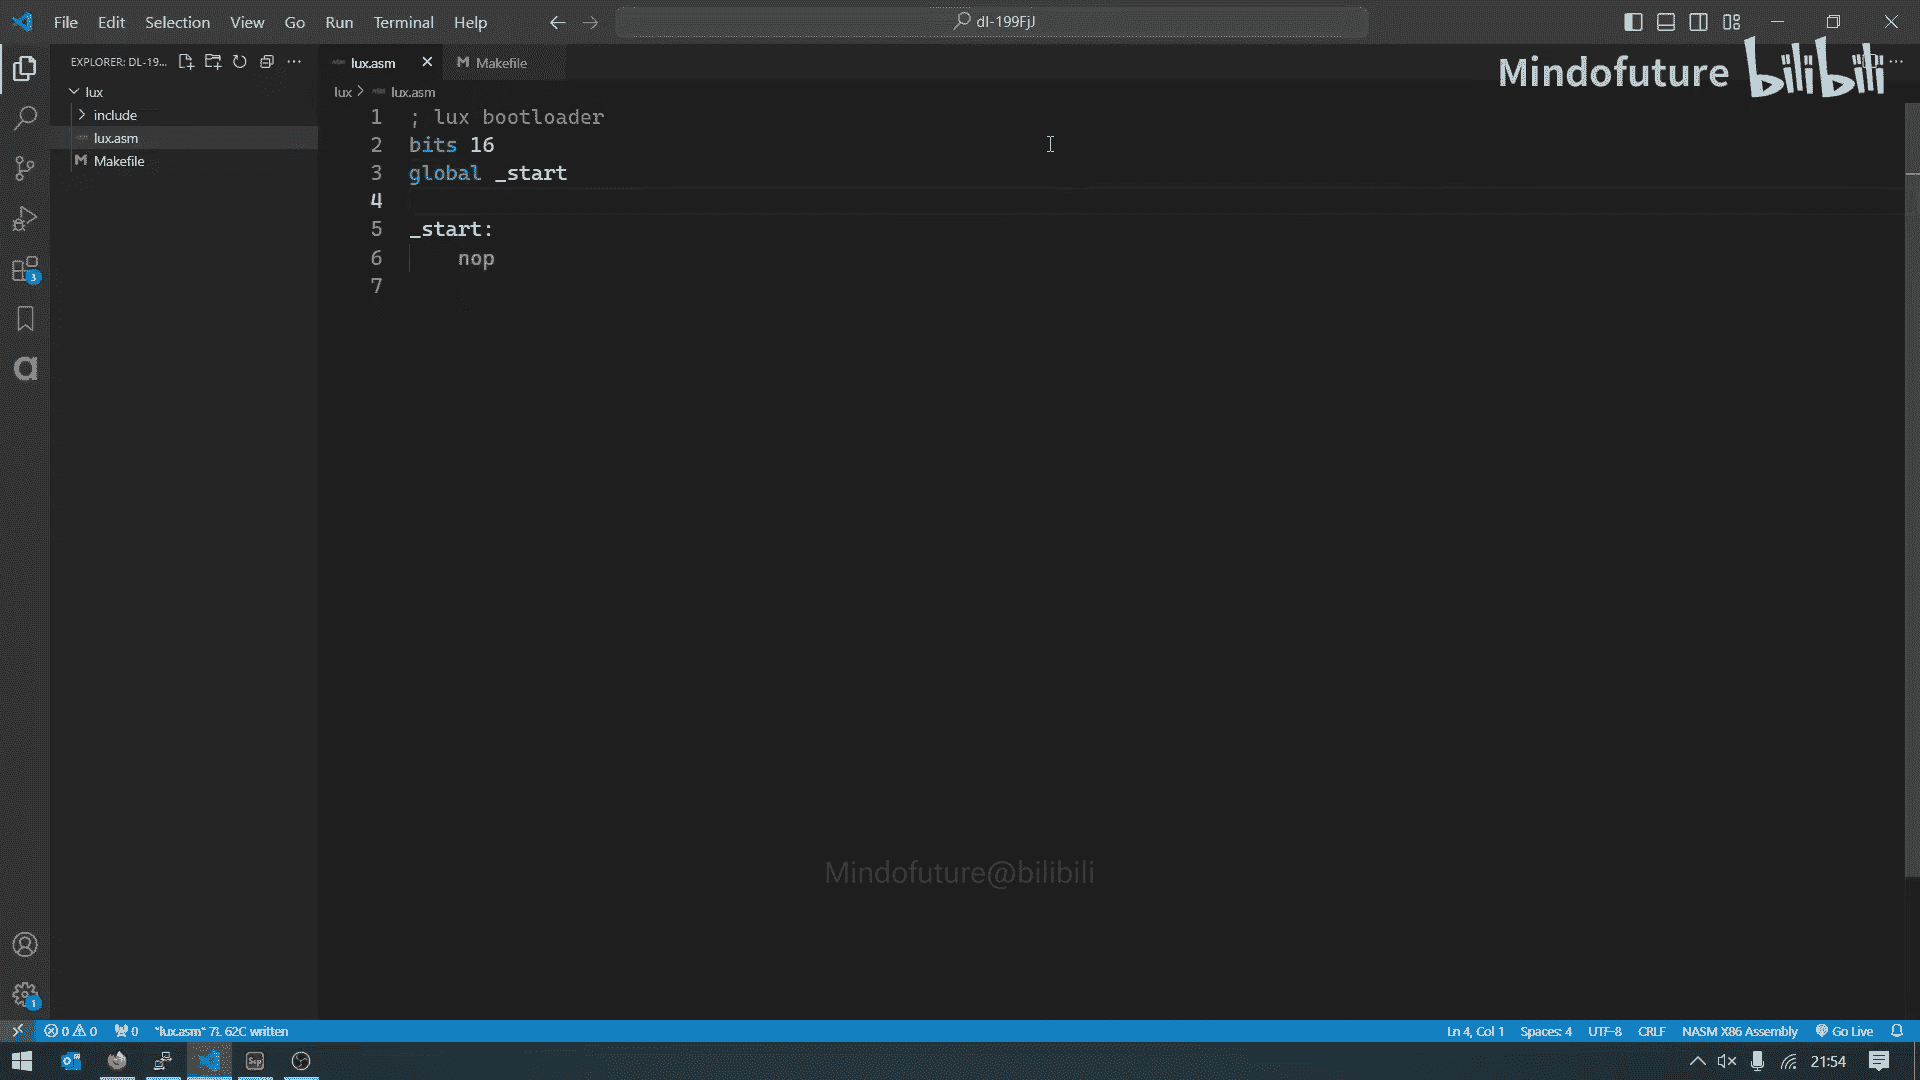 File Edit Selection View Go Run Terminal Help
dl-199FjJ
EXPLORER: DL-19...
lux.asm
Makefile
Mindofuture bilibili
lux
include
lux.asm
Makefile
lux > lux.asm
1 ; lux bootloader
2 bits 16
3 global _start
4
5 _start:
6 nop
7
3
a
Mindofuture@bilibili
1
0 0 0 "lux.asm" 7L 62C written
Ln 4, Col 1 Spaces: 4 UTF-8 CRLF NASM X86 Assembly Go Live
Scp
21:54